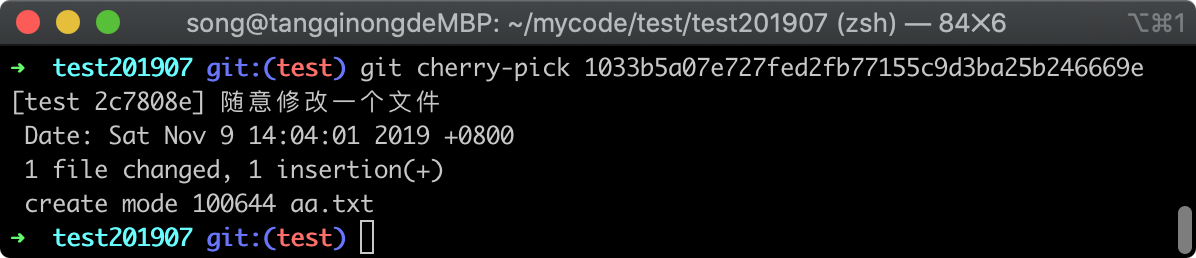 song@tangqinongdeMBP: ~/mycode/test/test201907 (zsh) — 84×6 ⌥⌘1
➜ test201907 git:(test) git cherry-pick 1033b5a07e727fed2fb77155c9d3ba25b246669e
[test 2c7808e] 随意修改一个文件
Date: Sat Nov 9 14:04:01 2019 +0800
1 file changed, 1 insertion(+)
create mode 100644 aa.txt
➜ test201907 git:(test)